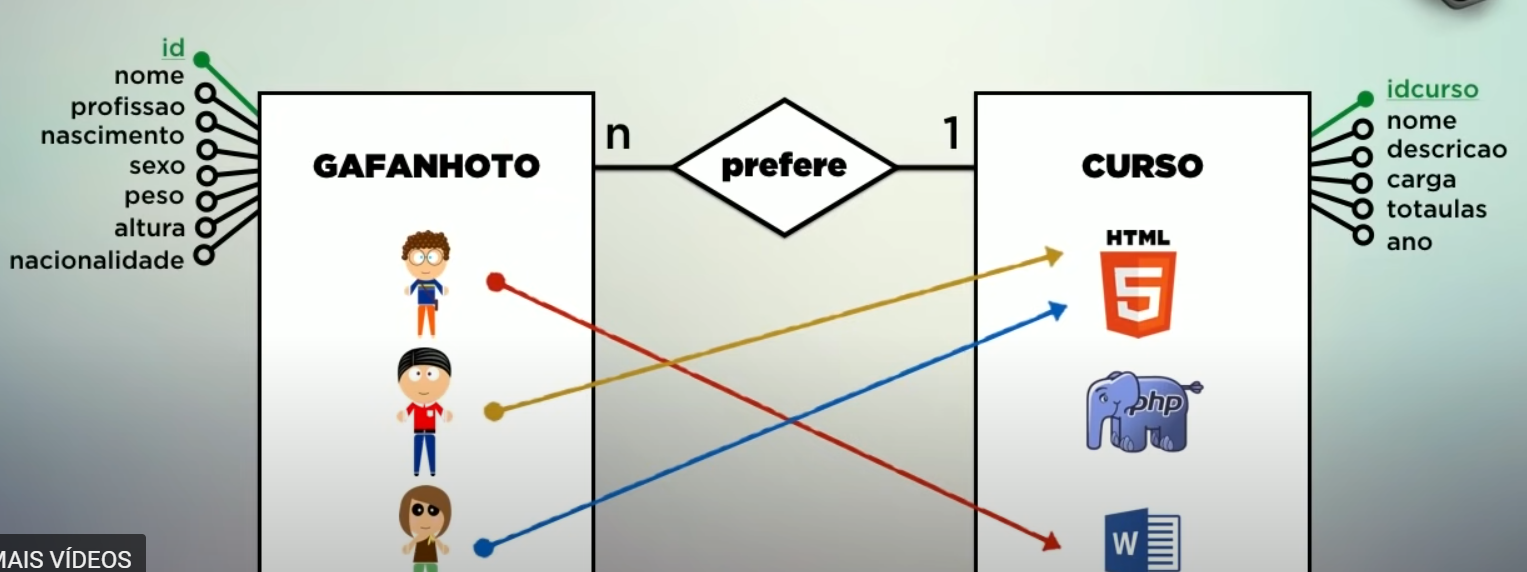 id
nome
profissao
nascimento
sexo
peso
altura
nacionalidade
GAFANHOTO
n
prefere
1
CURSO
idcurso
nome
descricao
carga
totaulas
ano
HTML
5
php
W
MAIS VÍDEOS